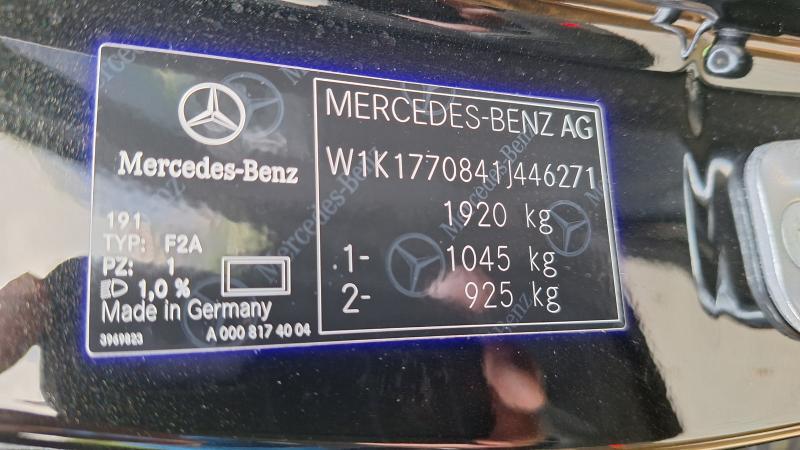 Mercedes-Benz
191
TYP: F2A
PZ: 1
1,0 %
Made in Germany
3969823 A 000 817 40 04
MERCEDES-BENZ AG
W1K1770841J446271
1920 kg
1- 1045 kg
2- 925 kg